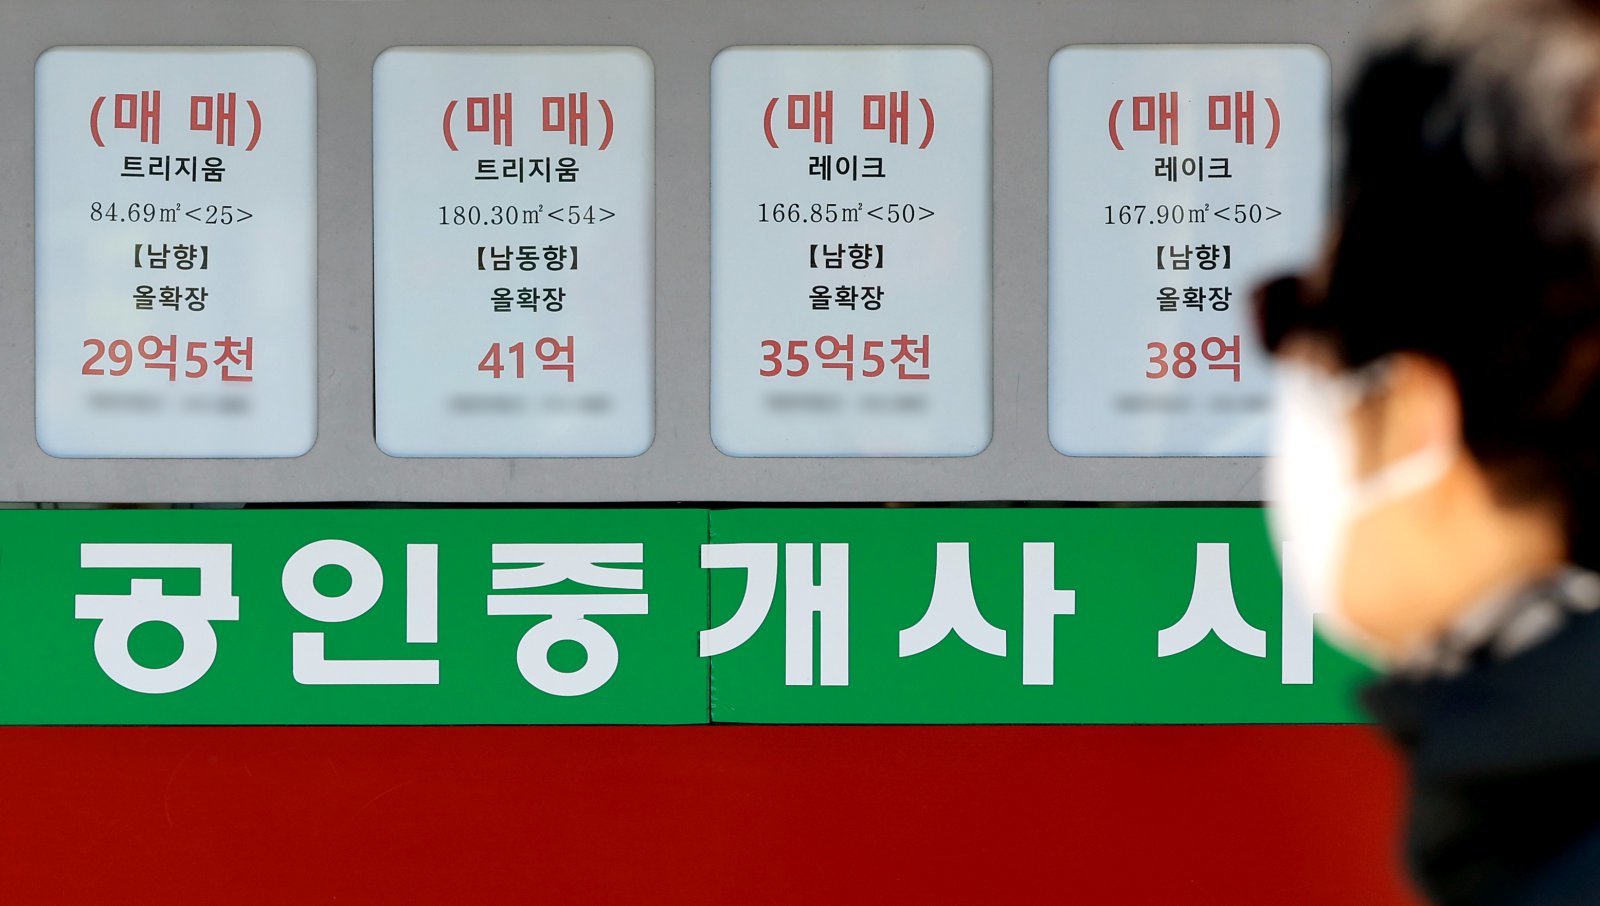 (매 매)
트리지움
84.69㎡<25>
【남향】
올확장
29억5천
(매 매)
트리지움
180.30㎡<54>
【남동향】
올확장
41억
(매 매)
레이크
166.85㎡<50>
【남향】
올확장
35억5천
(매 매)
레이크
167.90㎡<50>
【남향】
올확장
38억
공인중개사 사